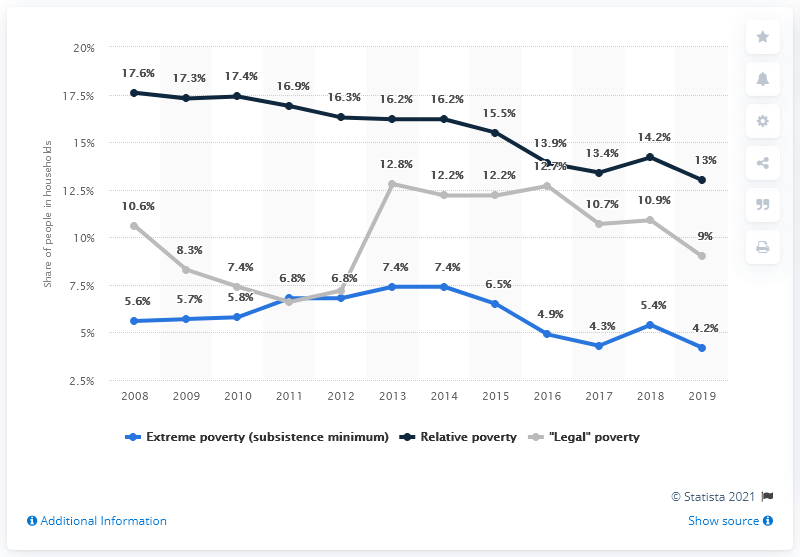 20%
17.5%
15%
12.5%
10%
7.5%
5%
2.5%
Share of people in households
17.6% 17.3% 17.4% 16.9% 16.3% 16.2% 16.2% 15.5% 13.9% 13.4% 14.2% 13%
10.6% 8.3% 7.4% 12.8% 12.2% 12.2% 12.7% 10.7% 10.9% 9%
5.6% 5.7% 5.8% 6.8% 6.8% 7.4% 7.4% 6.5% 4.9% 4.3% 5.4% 4.2%
2008 2009 2010 2011 2012 2013 2014 2015 2016 2017 2018 2019
Extreme poverty (subsistence minimum) Relative poverty "Legal" poverty
© Statista 2021
Additional Information Show source